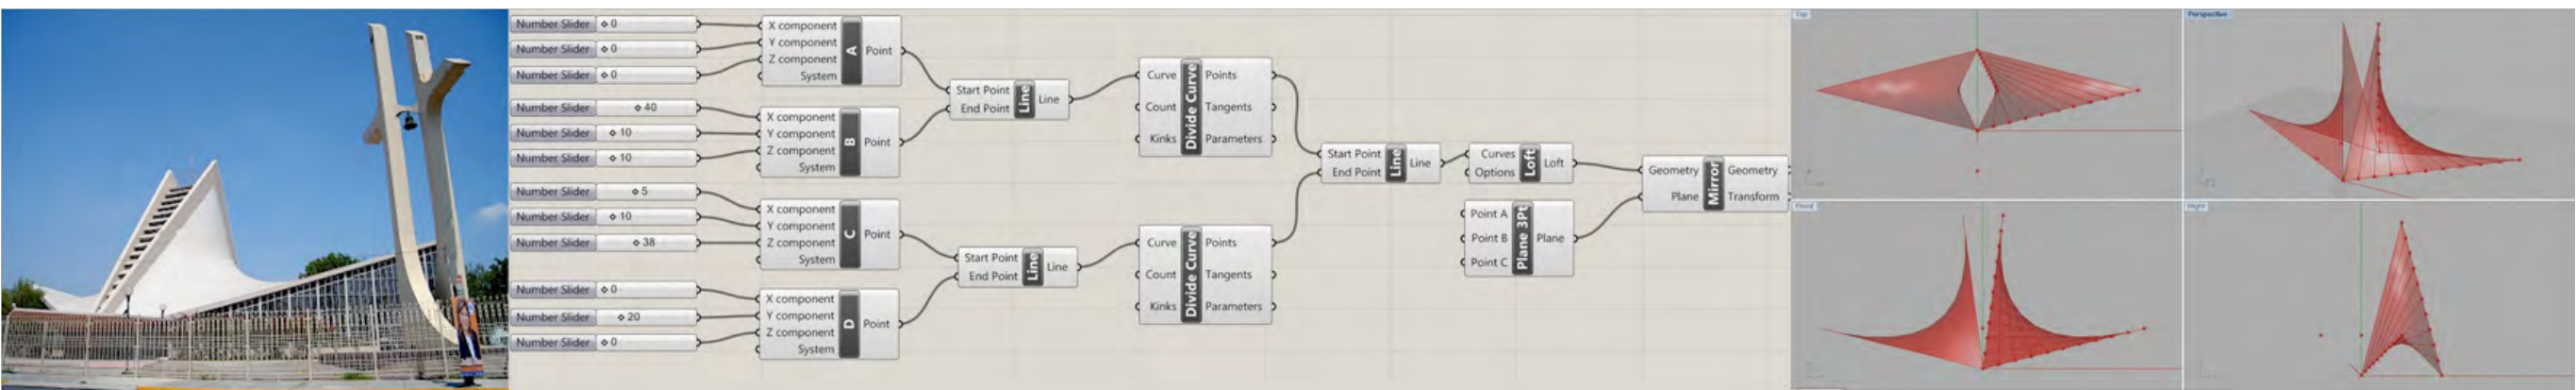 Number Slider 0
Number Slider 0
Number Slider 0
X component
Y component
Z component
System
A
Point
Number Slider 40
Number Slider 10
Number Slider 10
X component
Y component
Z component
System
B
Point
Start Point
End Point
Line
Line
Number Slider 5
Number Slider 10
Number Slider 38
X component
Y component
Z component
System
C
Point
Number Slider 0
Number Slider 20
Number Slider 0
X component
Y component
Z component
System
D
Point
Start Point
End Point
Line
Line
Curve
Count
Kinks
Divide Curve
Points
Tangents
Parameters
Curve
Count
Kinks
Divide Curve
Points
Tangents
Parameters
Start Point
End Point
Line
Line
Curves
Options
Loft
Loft
Point A
Point B
Point C
Plane 3Pt
Plane
Geometry
Plane
Mirror
Geometry
Transform
Top
Perspective
Front
Right